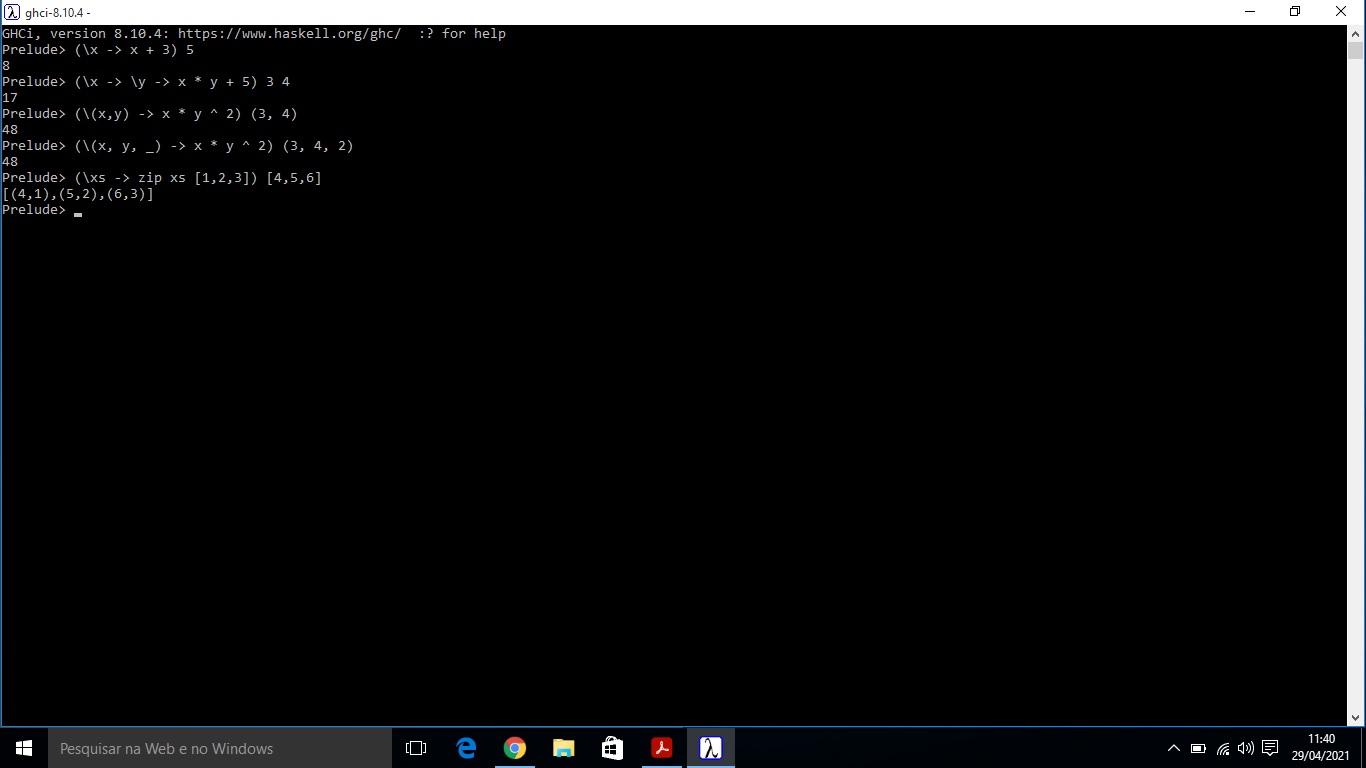 ghci-8.10.4 -
GHCi, version 8.10.4: https://www.haskell.org/ghc/  :? for help
Prelude> (\x -> x + 3) 5
8
Prelude> (\x -> \y -> x * y + 5) 3 4
17
Prelude> (\(x,y) -> x * y ^ 2) (3, 4)
48
Prelude> (\(x, y, _) -> x * y ^ 2) (3, 4, 2)
48
Prelude> (\xs -> zip xs [1,2,3]) [4,5,6]
[(4,1),(5,2),(6,3)]
Prelude>
Pesquisar na Web e no Windows
11:40
29/04/2021